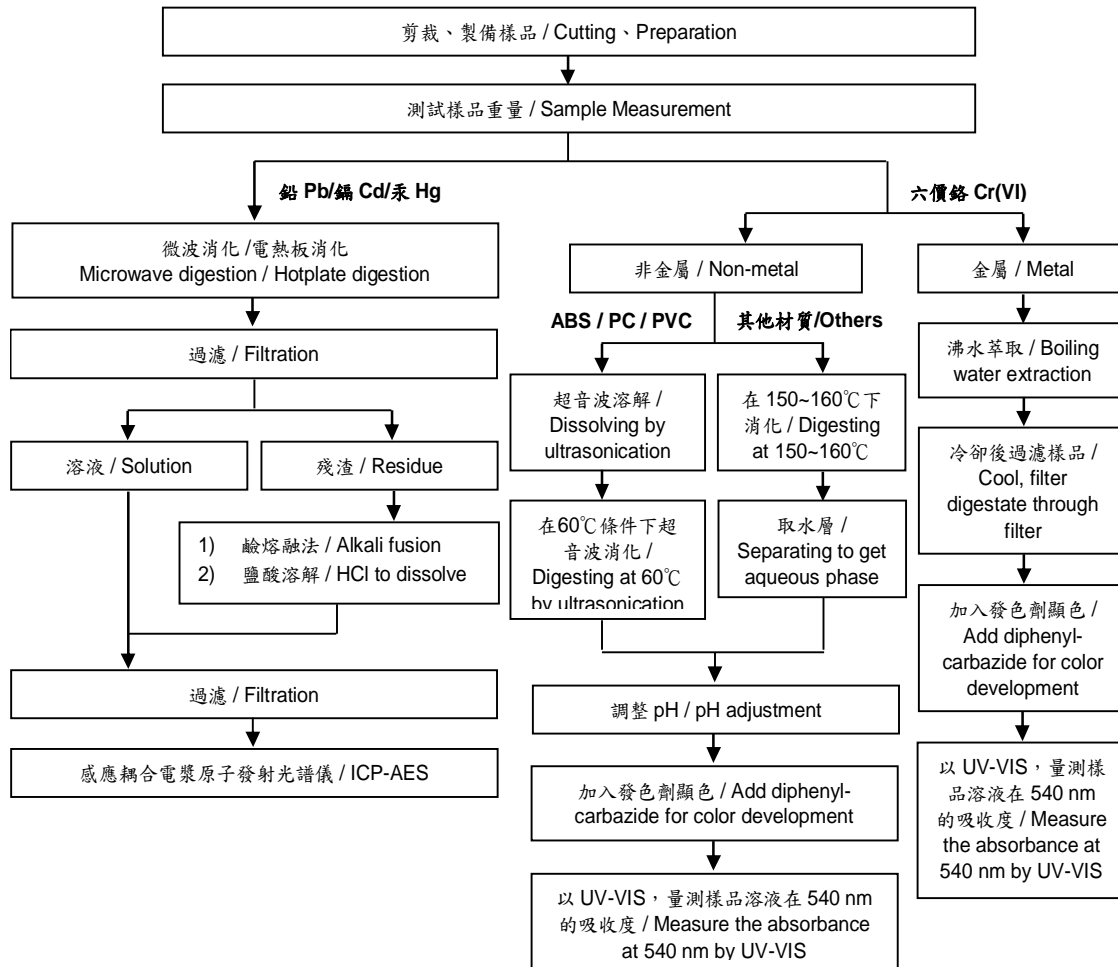 剪裁、製備樣品 / Cutting、Preparation
測試樣品重量 / Sample Measurement
鉛 Pb/鎘 Cd/汞 Hg
六價鉻 Cr(VI)
微波消化 /電熱板消化
Microwave digestion / Hotplate digestion
過濾 / Filtration
溶液 / Solution
殘渣 / Residue
1) 鹼熔融法 / Alkali fusion
2) 鹽酸溶解 / HCl to dissolve
過濾 / Filtration
感應耦合電漿原子發射光譜儀 / ICP-AES
非金屬 / Non-metal
ABS / PC / PVC
其他材質/Others
超音波溶解 /
Dissolving by
ultrasonication
在60℃條件下超
音波消化 /
Digesting at 60℃
by ultrasonication
在 150~160℃下
消化 / Digesting
at 150~160℃
取水層 /
Separating to get
aqueous phase
調整 pH / pH adjustment
加入發色劑顯色 / Add diphenyl-
carbazide for color development
以 UV-VIS，量測樣品溶液在 540 nm
的吸收度 / Measure the absorbance
at 540 nm by UV-VIS
金屬 / Metal
沸水萃取 / Boiling
water extraction
冷卻後過濾樣品 /
Cool, filter
digestate through
filter
加入發色劑顯色 /
Add diphenyl-
carbazide for color
development
以 UV-VIS，量測樣
品溶液在 540 nm
的吸收度 / Measure
the absorbance at
540 nm by UV-VIS